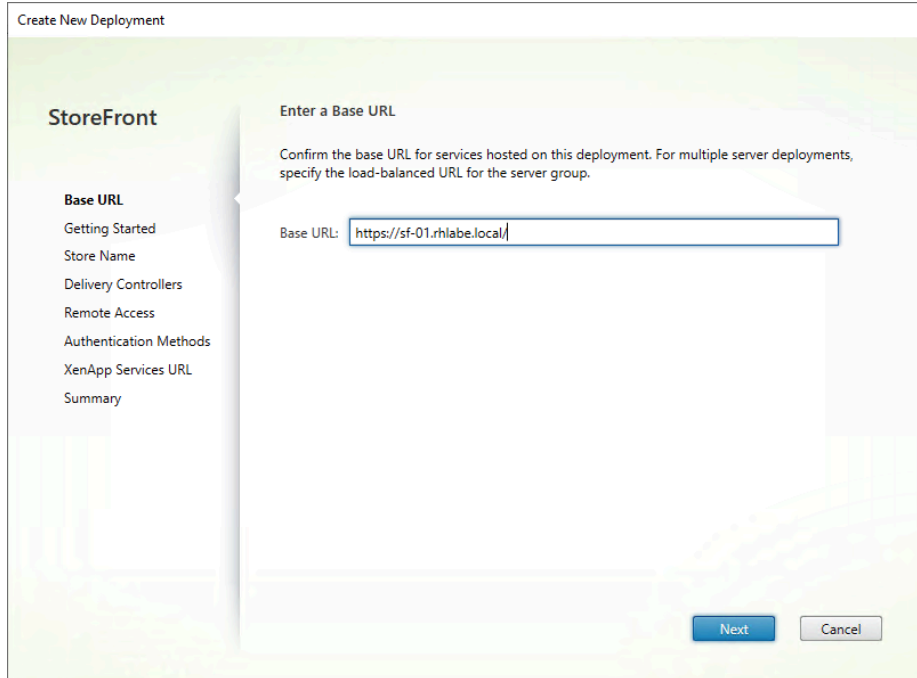 Create New Deployment
StoreFront
Base URL
Getting Started
Store Name
Delivery Controllers
Remote Access
Authentication Methods
XenApp Services URL
Summary
Enter a Base URL
Confirm the base URL for services hosted on this deployment. For multiple server deployments,
specify the load-balanced URL for the server group.
Base URL: https://sf-01.rhlabe.local/
Next Cancel